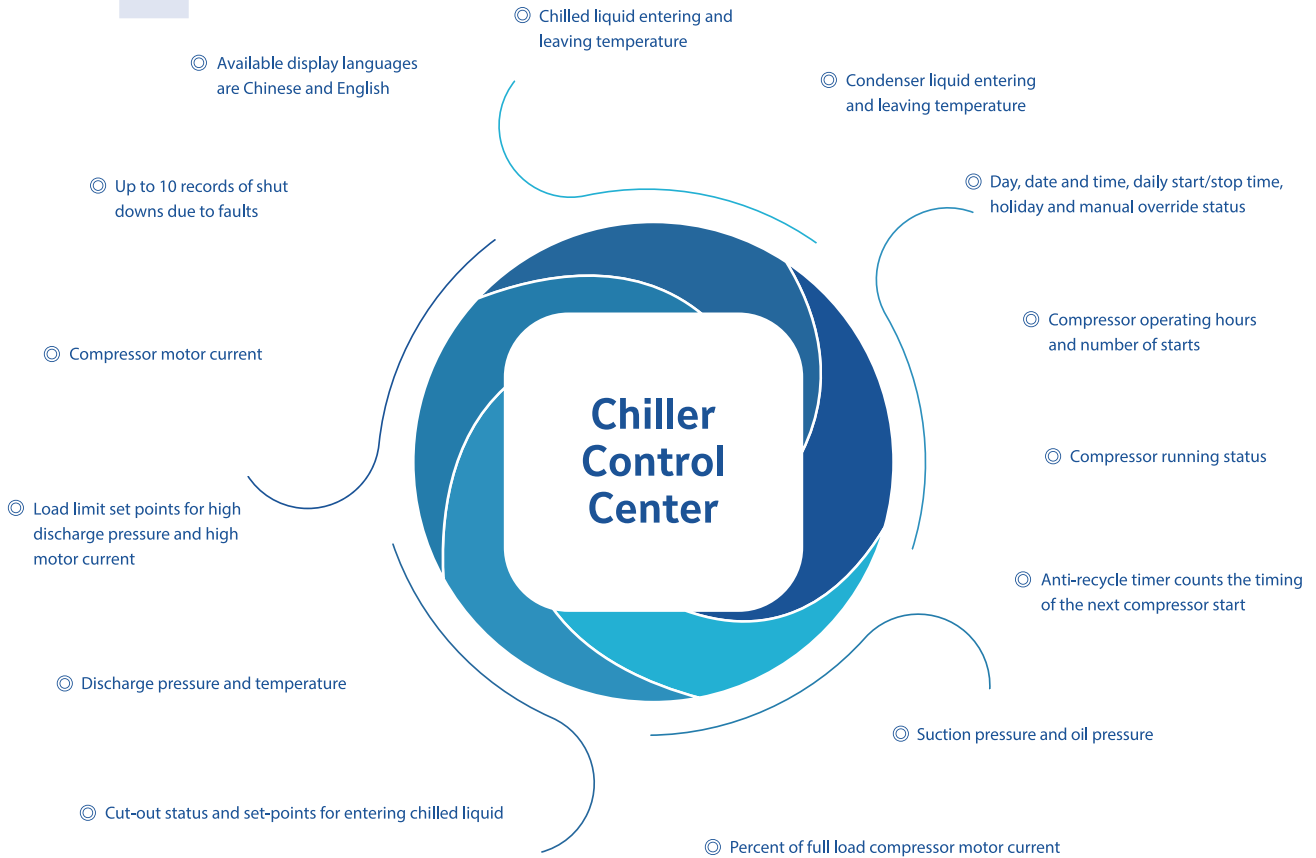 ◎ Chilled liquid entering and
leaving temperature
◎ Available display languages
are Chinese and English
◎ Condenser liquid entering
and leaving temperature
◎ Up to 10 records of shut
downs due to faults
◎ Day, date and time, daily start/stop time,
holiday and manual override status
◎ Compressor operating hours
and number of starts
◎ Compressor motor current
Chiller
Control
Center
◎ Compressor running status
◎ Load limit set points for high
discharge pressure and high
motor current
◎ Anti-recycle timer counts the timing
of the next compressor start
◎ Discharge pressure and temperature
◎ Suction pressure and oil pressure
◎ Cut-out status and set-points for entering chilled liquid
◎ Percent of full load compressor motor current